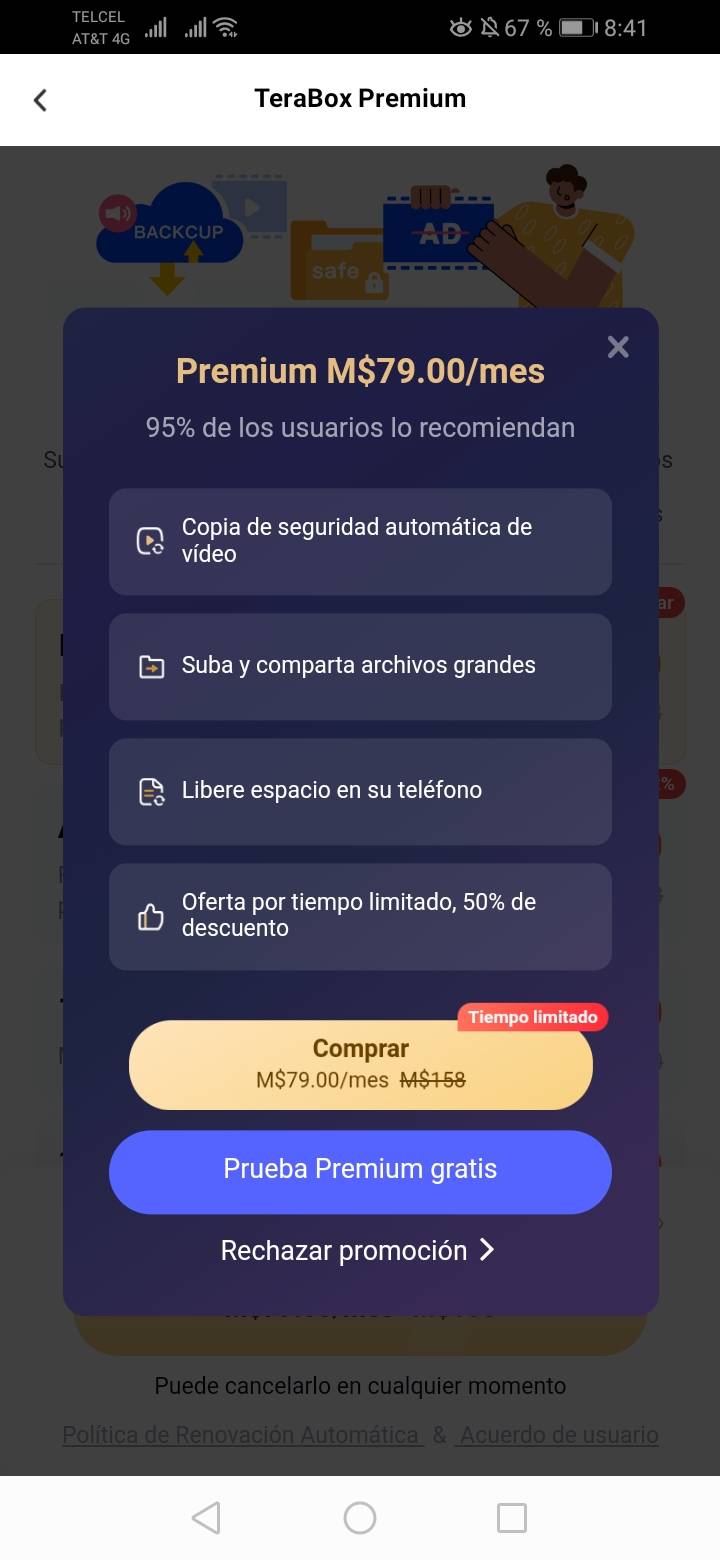 TELCEL
AT&T 4G
67 %
8:41
TeraBox Premium
BACKCUP
safe
AD
Premium M$79.00/mes
95% de los usuarios lo recomiendan
Copia de seguridad automática de
vídeo
Suba y comparta archivos grandes
Libere espacio en su teléfono
Oferta por tiempo limitado, 50% de
descuento
Tiempo limitado
Comprar
M$79.00/mes M$158
Prueba Premium gratis
Rechazar promoción
Puede cancelarlo en cualquier momento
Política de Renovación Automática & Acuerdo de usuario